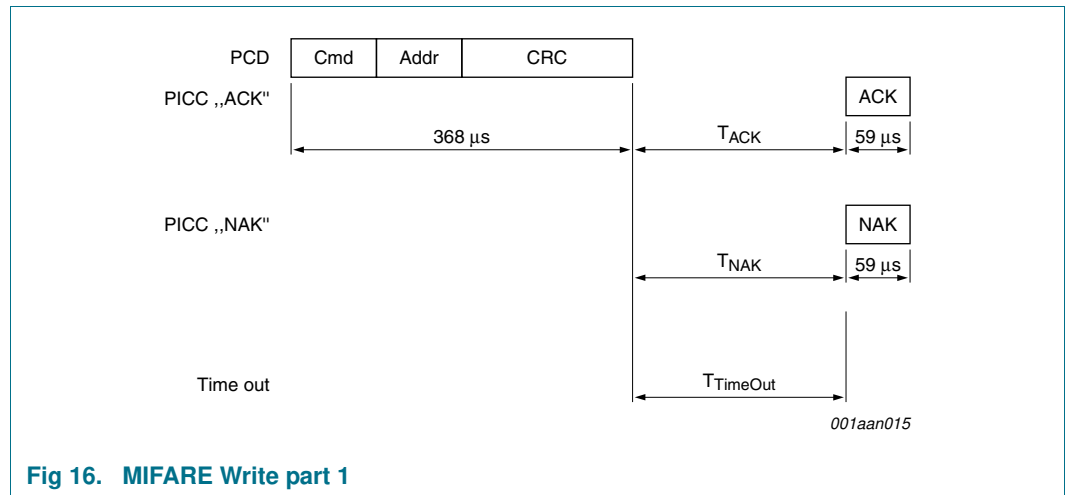 PCD Cmd Addr CRC
PICC ,,ACK" ACK
368 μs TACK 59 μs
PICC ,,NAK" NAK
TNAK 59 μs
Time out TTimeOut
001aan015
Fig 16. MIFARE Write part 1